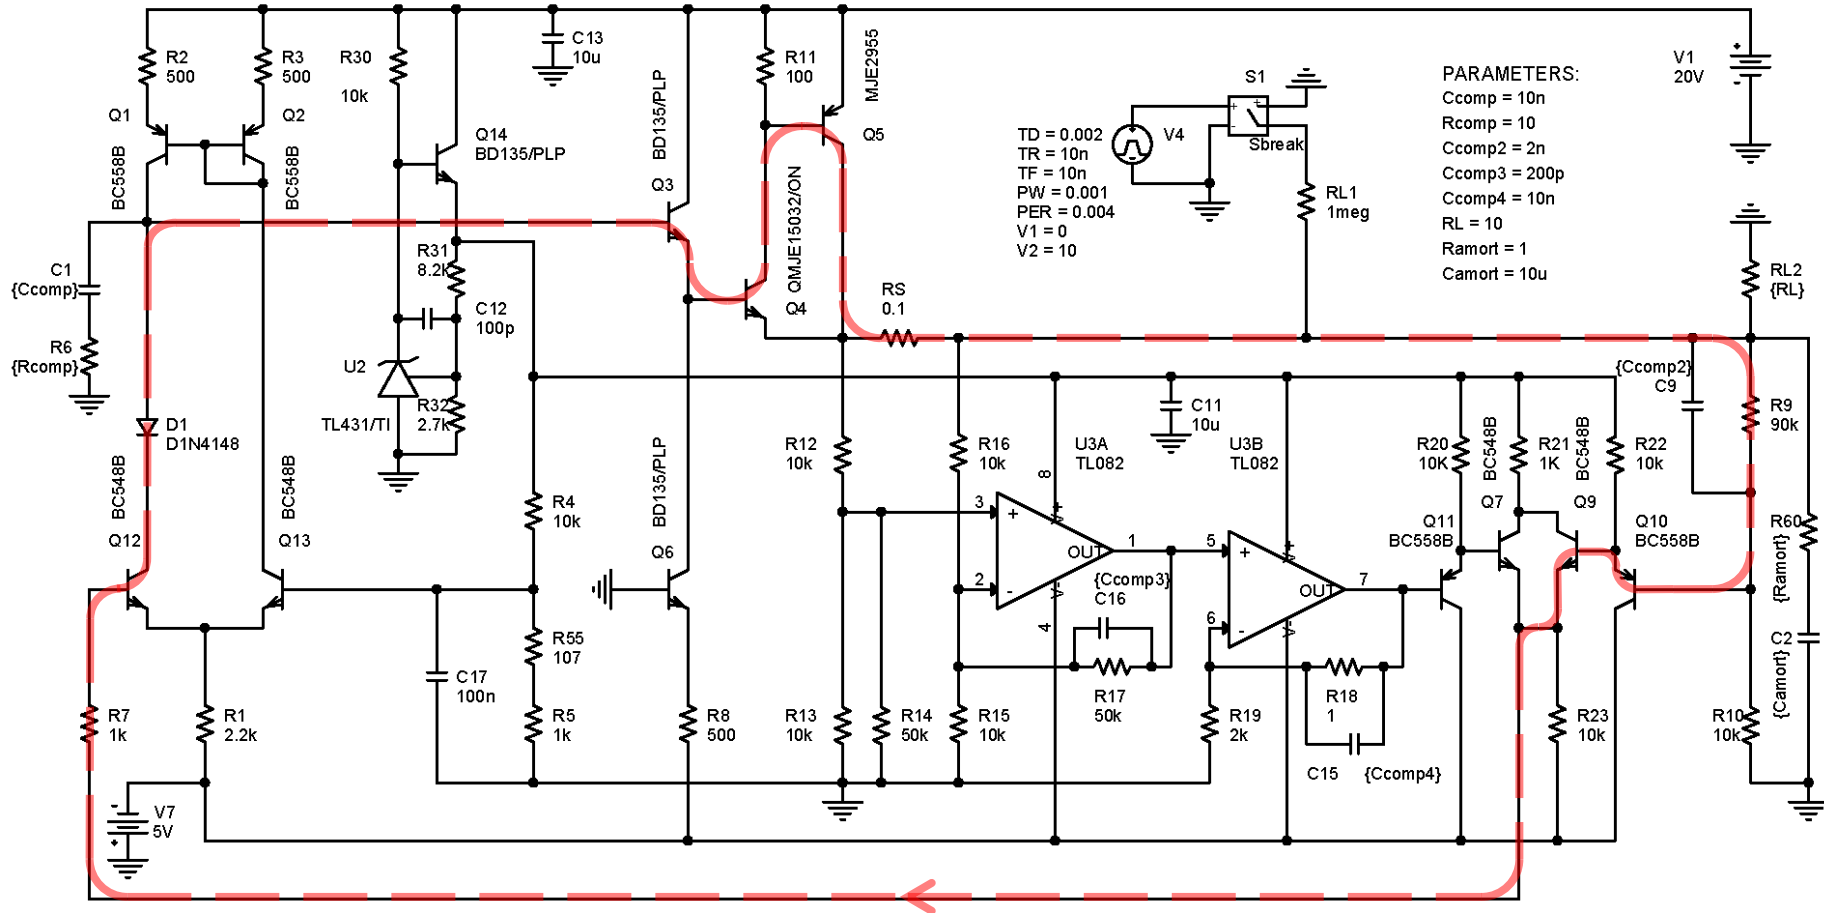 R2
500
R3
500
R30
10k
C13
10u
R11
100
MJE2955
V1
20V
PARAMETERS:
Ccomp = 10n
Rcomp = 10
Ccomp2 = 2n
Ccomp3 = 200p
Ccomp4 = 10n
RL = 10
Ramort = 1
Camort = 10u
S1
+
-
+
-
Sbreak
V4
TD = 0.002
TR = 10n
TF = 10n
PW = 0.001
PER = 0.004
V1 = 0
V2 = 10
RL1
1meg
Q1
BC558B
Q2
BC558B
Q14
BD135/PLP
BD135/PLP
Q3
Q5
QMJE15032/ON
Q4
RL2
{RL}
C1
{Ccomp}
R6
{Rcomp}
R31
8.2k
C12
100p
RS
0.1
U2
TL431/TI
R32
2.7k
D1
D1N4148
{Ccomp2}
C9
R9
90k
C11
10u
R12
10k
R16
10k
U3A
TL082
U3B
TL082
R20
10K
BC548B
R21
1K
BC548B
R22
10k
BC548B
Q12
BC548B
Q13
R4
10k
BD135/PLP
Q6
3
+
2
-
8
V+
OUT
1
4
V-
{Ccomp3}
C16
R17
50k
5
+
6
-
V+
OUT
7
V-
R18
1
C15
{Ccomp4}
Q11
BC558B
Q7
Q9
Q10
BC558B
R60
{Ramort}
C2
{Camort}
R55
107
C17
100n
R5
1k
R7
1k
R1
2.2k
R8
500
R13
10k
R14
50k
R15
10k
R19
2k
R23
10k
R10
10k
V7
5V